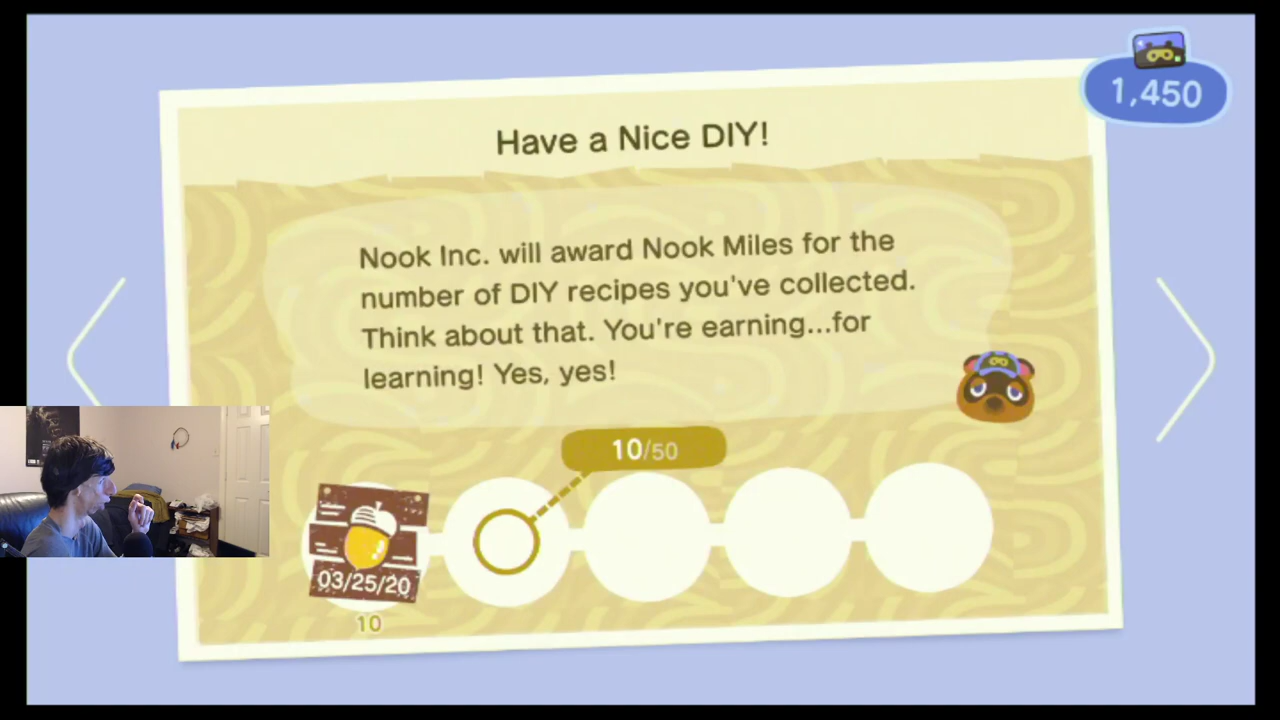 1,450
Have a Nice DIY!
Nook Inc. will award Nook Miles for the
number of DIY recipes you've collected.
Think about that. You're earning...for
learning! Yes, yes!
10/50
03/25/20
10